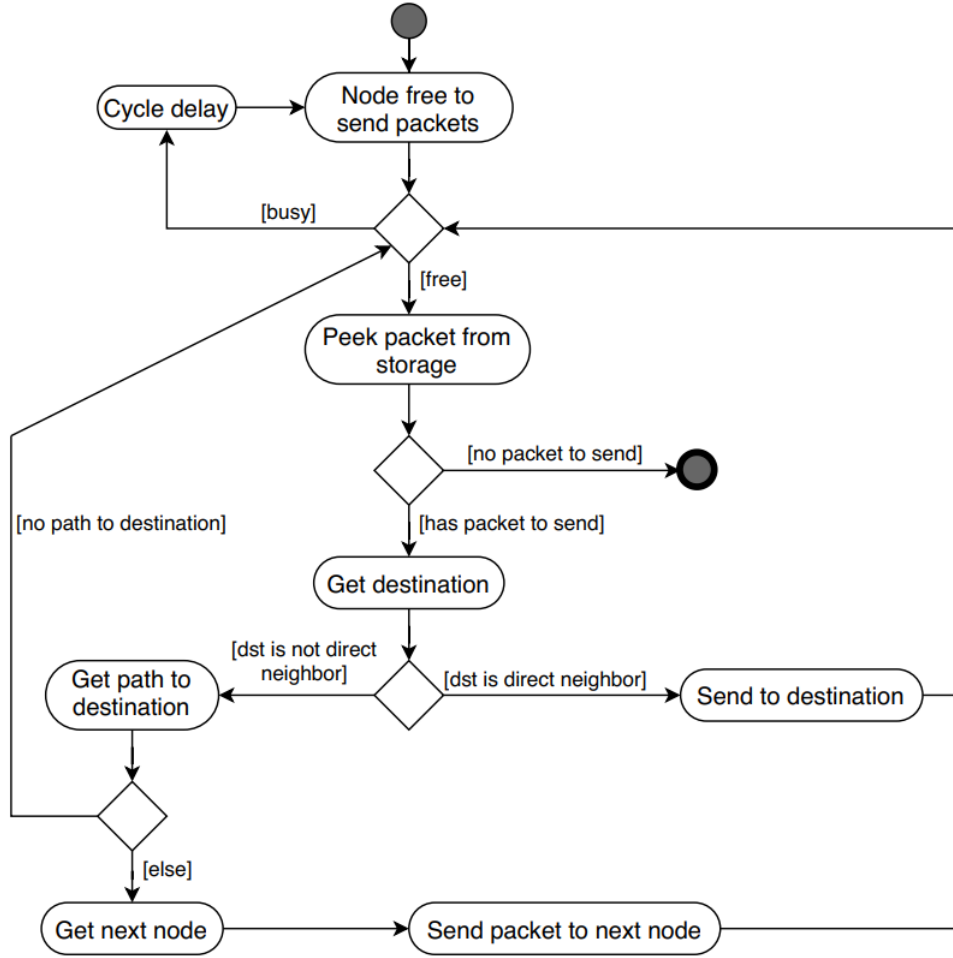 Node free to
send packets
Cycle delay
[busy]
[free]
Peek packet from
storage
[no packet to send]
[no path to destination]
[has packet to send]
Get destination
[dst is not direct
neighbor]
[dst is direct neighbor]
Get path to
destination
Send to destination
[else]
Get next node
Send packet to next node